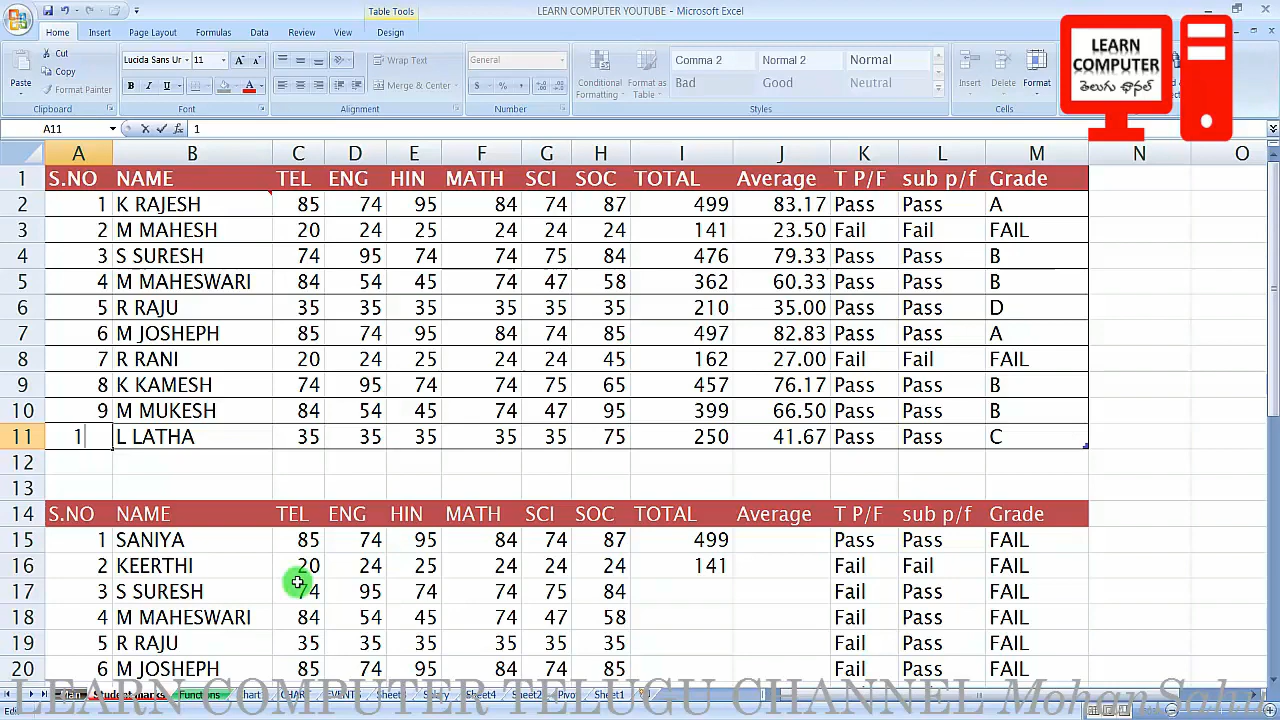 Table Tools
LEARN COMPUTER YOUTUBE - Microsoft Excel
Home Insert Page Layout Formulas Data Review View Design
LEARN
COMPUTER
తెలుగు ఛానల్
Paste
Cut
Copy
Format Painter
Clipboard
Lucida Sans Ur 11
Font
Merge & Center
Alignment
General
Number
Conditional Formatting
Format as Table
Comma 2 Normal 2 Normal
Bad Good Neutral
Styles
Insert Delete Format
Cells
A11 1
A B C D E F G H I J K L M N O
1 S.NO NAME TEL ENG HIN MATH SCI SOC TOTAL Average T P/F sub p/f Grade
2 1 K RAJESH 85 74 95 84 74 87 499 83.17 Pass Pass A
3 2 M MAHESH 20 24 25 24 24 24 141 23.50 Fail Fail FAIL
4 3 S SURESH 74 95 74 74 75 84 476 79.33 Pass Pass B
5 4 M MAHESWARI 84 54 45 74 47 58 362 60.33 Pass Pass B
6 5 R RAJU 35 35 35 35 35 35 210 35.00 Pass Pass D
7 6 M JOSHEPH 85 74 95 84 74 85 497 82.83 Pass Pass A
8 7 R RANI 20 24 25 24 24 45 162 27.00 Fail Fail FAIL
9 8 K KAMESH 74 95 74 74 75 65 457 76.17 Pass Pass B
10 9 M MUKESH 84 54 45 74 47 95 399 66.50 Pass Pass B
11 1 L LATHA 35 35 35 35 35 75 250 41.67 Pass Pass C
12
13
14 S.NO NAME TEL ENG HIN MATH SCI SOC TOTAL Average T P/F sub p/f Grade
15 1 SANIYA 85 74 95 84 74 87 499 Pass Pass FAIL
16 2 KEERTHI 20 24 25 24 24 24 141 Fail Fail FAIL
17 3 S SURESH 74 95 74 74 75 84 Fail Pass FAIL
18 4 M MAHESWARI 84 54 45 74 47 58 Fail Pass FAIL
19 5 R RAJU 35 35 35 35 35 35 Fail Pass FAIL
20 6 M JOSHEPH 85 74 95 84 74 85 Fail Pass FAIL
Student marks Functions Chart Sheet4 Sheet2 Sheet1
LEARN COMPUTER TELUGU CHANNEL